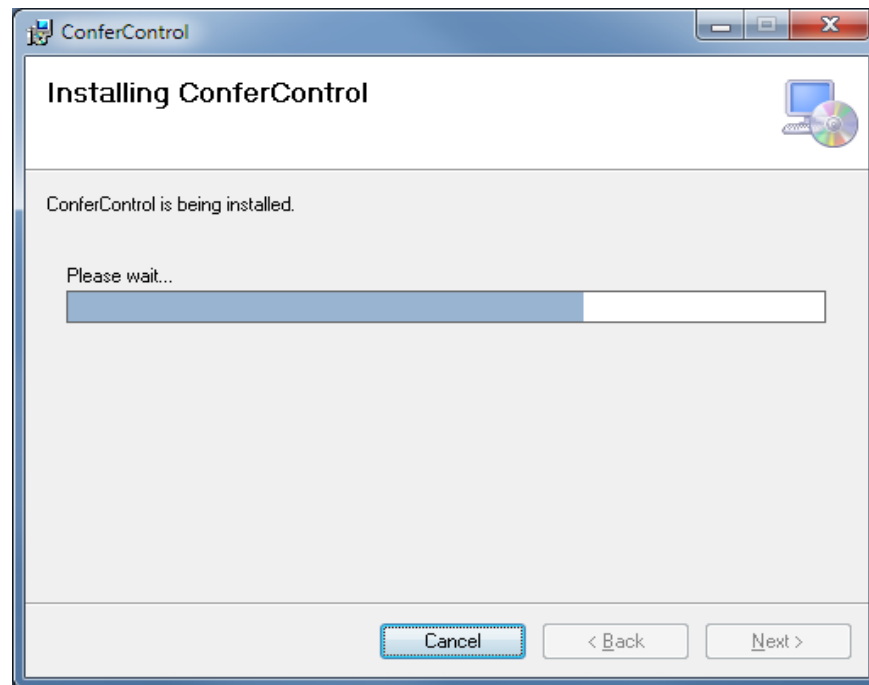 ConferControl
Installing ConferControl
ConferControl is being installed.
Please wait...
Cancel
< Back
Next >